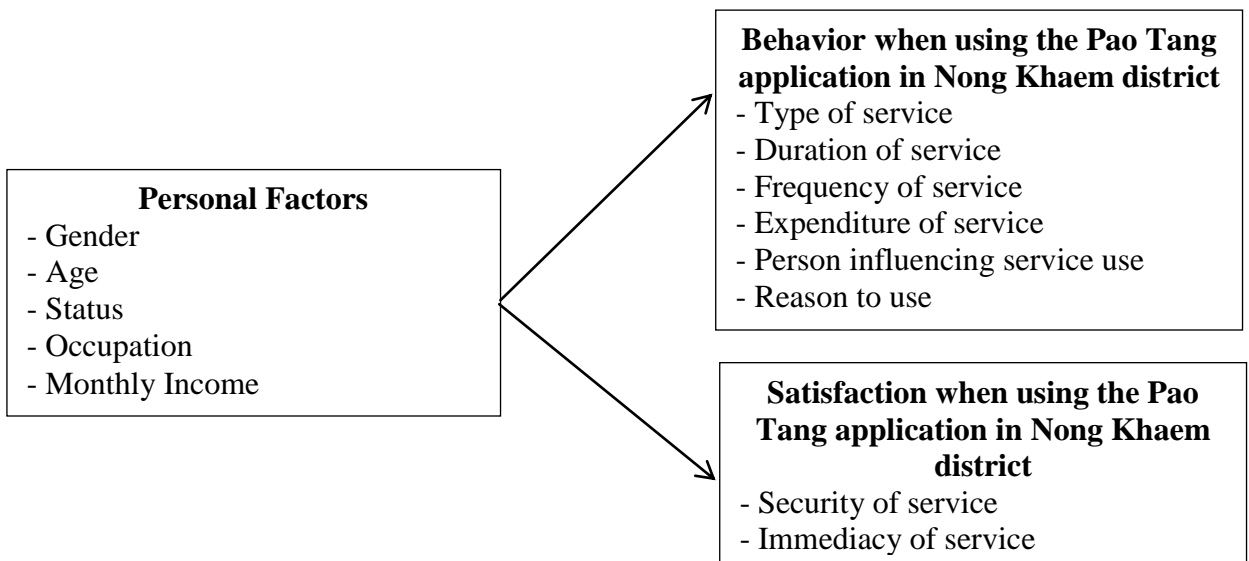 Personal Factors
- Gender
- Age
- Status
- Occupation
- Monthly Income
Behavior when using the Pao Tang
application in Nong Khaem district
- Type of service
- Duration of service
- Frequency of service
- Expenditure of service
- Person influencing service use
- Reason to use
Satisfaction when using the Pao
Tang application in Nong Khaem
district
- Security of service
- Immediacy of service